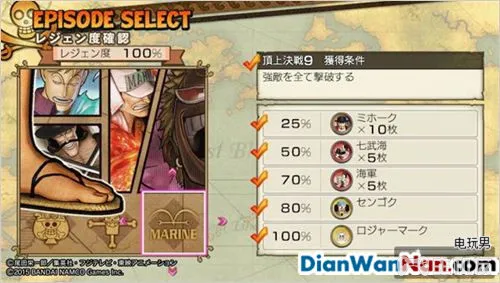 EPISODE SELECT
レジェン度確認
レジェン度 100%
MARINE
頂上決戦9 獲得条件
強敵を全て撃破する
25% ミホーク
×10枚
50% 七武海
×5枚
70% 海軍
×5枚
80% センゴク
100% ロジャーマーク
©尾田栄一郎／集英社・フジテレビ・東映アニメーション
©2015 BANDAI NAMCO Games Inc.
电玩男
DianWanNan.com